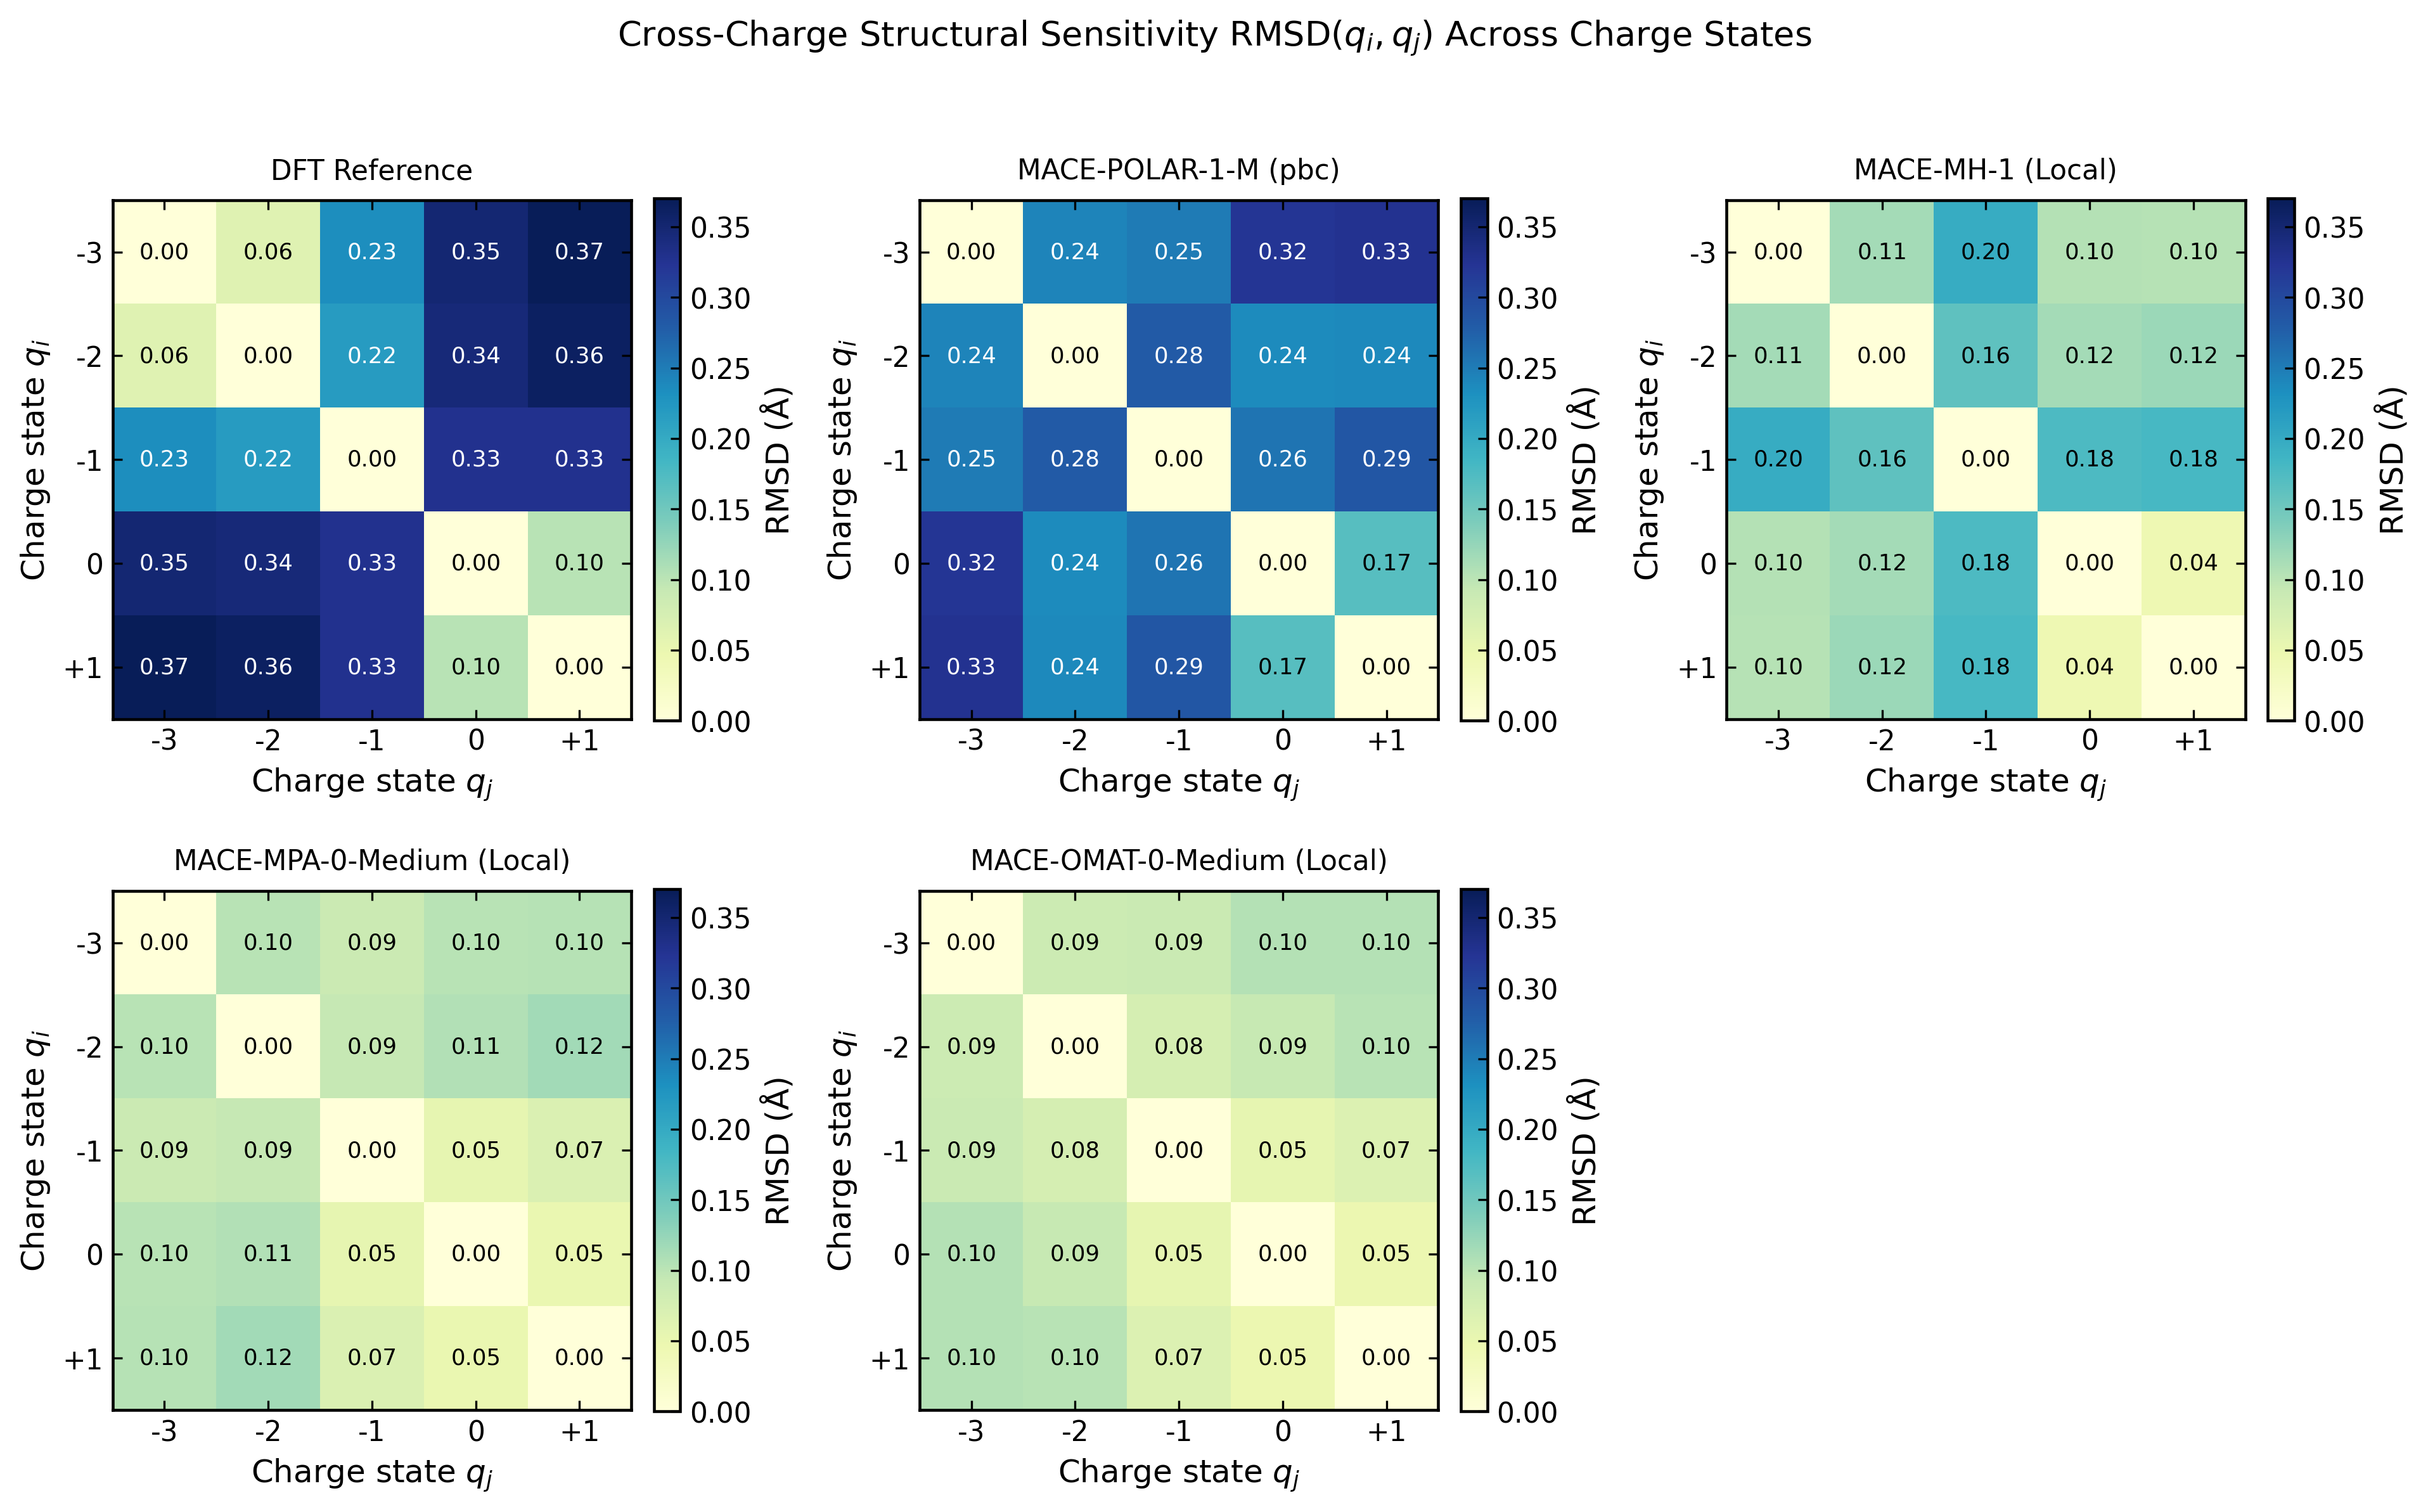 Cross-Charge Structural Sensitivity RMSD(qᵢ, qⱼ) Across Charge States
DFT Reference
Charge state qᵢ
-3 0.00 0.06 0.23 0.35 0.37
-2 0.06 0.00 0.22 0.34 0.36
-1 0.23 0.22 0.00 0.33 0.33
0 0.35 0.34 0.33 0.00 0.10
+1 0.37 0.36 0.33 0.10 0.00
-3 -2 -1 0 +1
Charge state qⱼ
0.35
0.30
0.25
0.20
0.15
0.10
0.05
0.00
RMSD (Å)
MACE-POLAR-1-M (pbc)
Charge state qᵢ
-3 0.00 0.24 0.25 0.32 0.33
-2 0.24 0.00 0.28 0.24 0.24
-1 0.25 0.28 0.00 0.26 0.29
0 0.32 0.24 0.26 0.00 0.17
+1 0.33 0.24 0.29 0.17 0.00
-3 -2 -1 0 +1
Charge state qⱼ
0.35
0.30
0.25
0.20
0.15
0.10
0.05
0.00
RMSD (Å)
MACE-MH-1 (Local)
Charge state qᵢ
-3 0.00 0.11 0.20 0.10 0.10
-2 0.11 0.00 0.16 0.12 0.12
-1 0.20 0.16 0.00 0.18 0.18
0 0.10 0.12 0.18 0.00 0.04
+1 0.10 0.12 0.18 0.04 0.00
-3 -2 -1 0 +1
Charge state qⱼ
0.35
0.30
0.25
0.20
0.15
0.10
0.05
0.00
RMSD (Å)
MACE-MPA-0-Medium (Local)
Charge state qᵢ
-3 0.00 0.10 0.09 0.10 0.10
-2 0.10 0.00 0.09 0.11 0.12
-1 0.09 0.09 0.00 0.05 0.07
0 0.10 0.11 0.05 0.00 0.05
+1 0.10 0.12 0.07 0.05 0.00
-3 -2 -1 0 +1
Charge state qⱼ
0.35
0.30
0.25
0.20
0.15
0.10
0.05
0.00
RMSD (Å)
MACE-OMAT-0-Medium (Local)
Charge state qᵢ
-3 0.00 0.09 0.09 0.10 0.10
-2 0.09 0.00 0.08 0.09 0.10
-1 0.09 0.08 0.00 0.05 0.07
0 0.10 0.09 0.05 0.00 0.05
+1 0.10 0.10 0.07 0.05 0.00
-3 -2 -1 0 +1
Charge state qⱼ
0.35
0.30
0.25
0.20
0.15
0.10
0.05
0.00
RMSD (Å)